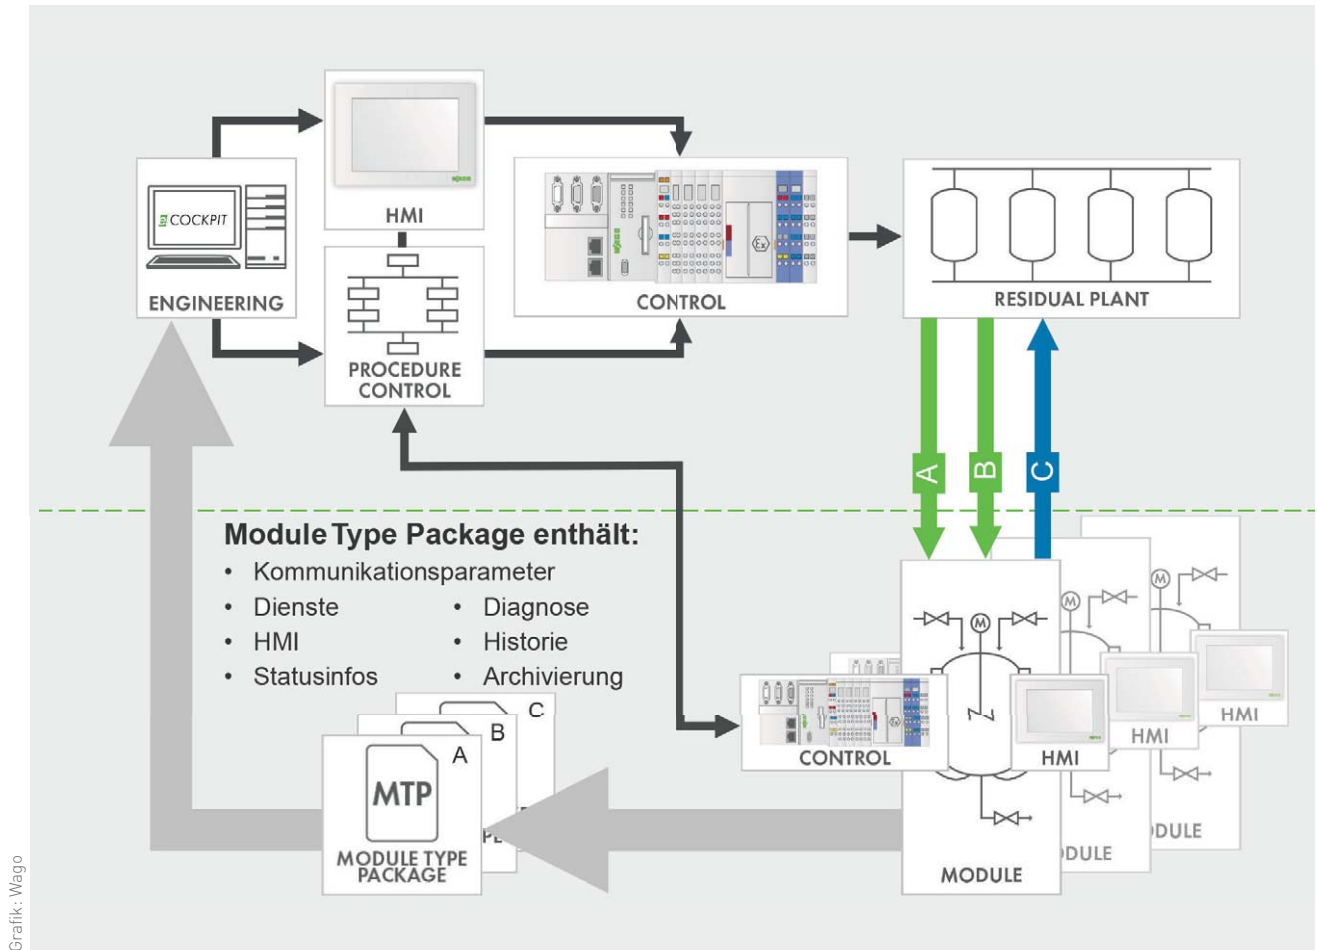 HMI
COCKPIT
ENGINEERING
CONTROL
RESIDUAL PLANT
PROCEDURE
CONTROL
A
B
C
Module Type Package enthält:
• Kommunikationsparameter
• Dienste
• Diagnose
• HMI
• Historie
• Statusinfos
• Archivierung
C
B
A
MTP
MODULE TYPE
PACKAGE
M
M
M
Ex
CONTROL
HMI
HMI
HMI
MODULE
DULE
DULE
Grafik: Wago